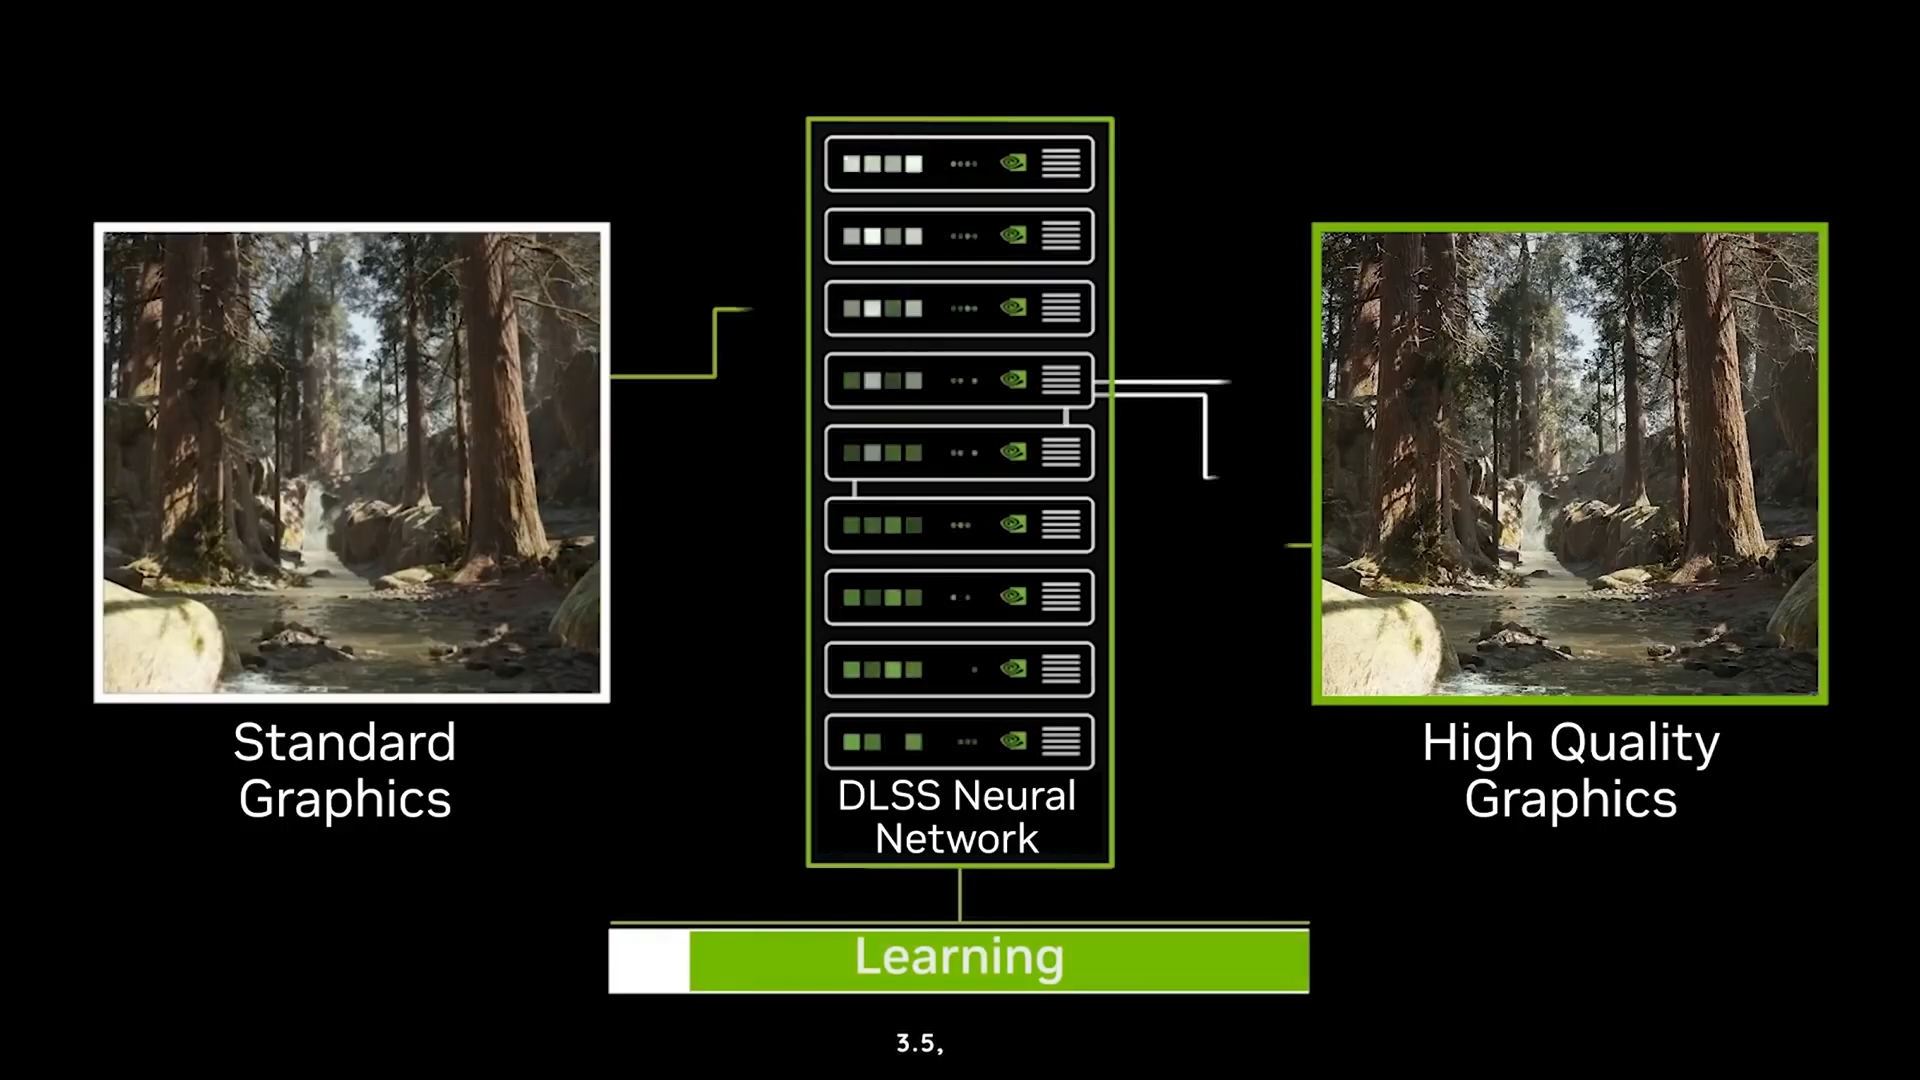 Standard
Graphics
DLSS Neural
Network
High Quality
Graphics
Learning
3.5,